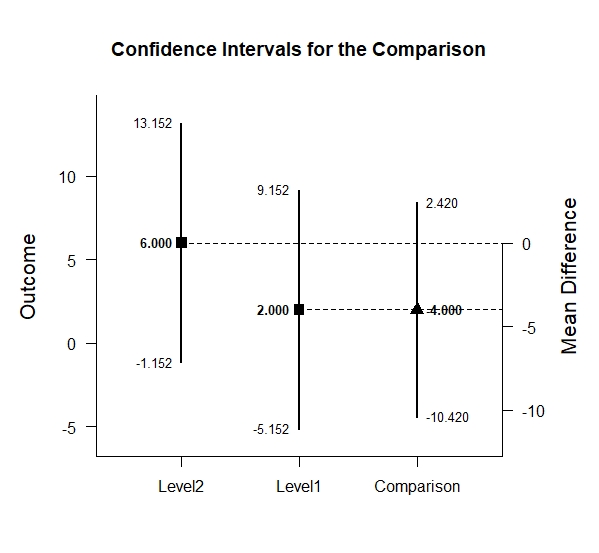 Confidence Intervals for the Comparison
13.152
10
9.152
2.420
6.000
0
5
Outcome
Mean Difference
2.000
-4.000
-5
0
-1.152
-10
-10.420
-5
-5.152
Level2
Level1
Comparison